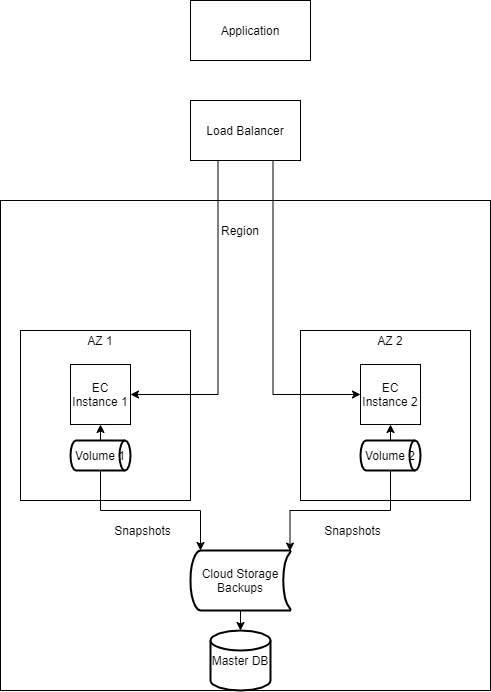 Application
Load Balancer
Region
AZ 1
AZ 2
EC
Instance 1
EC
Instance 2
Volume 1
Volume 2
Snapshots
Snapshots
Cloud Storage
Backups
Master DB